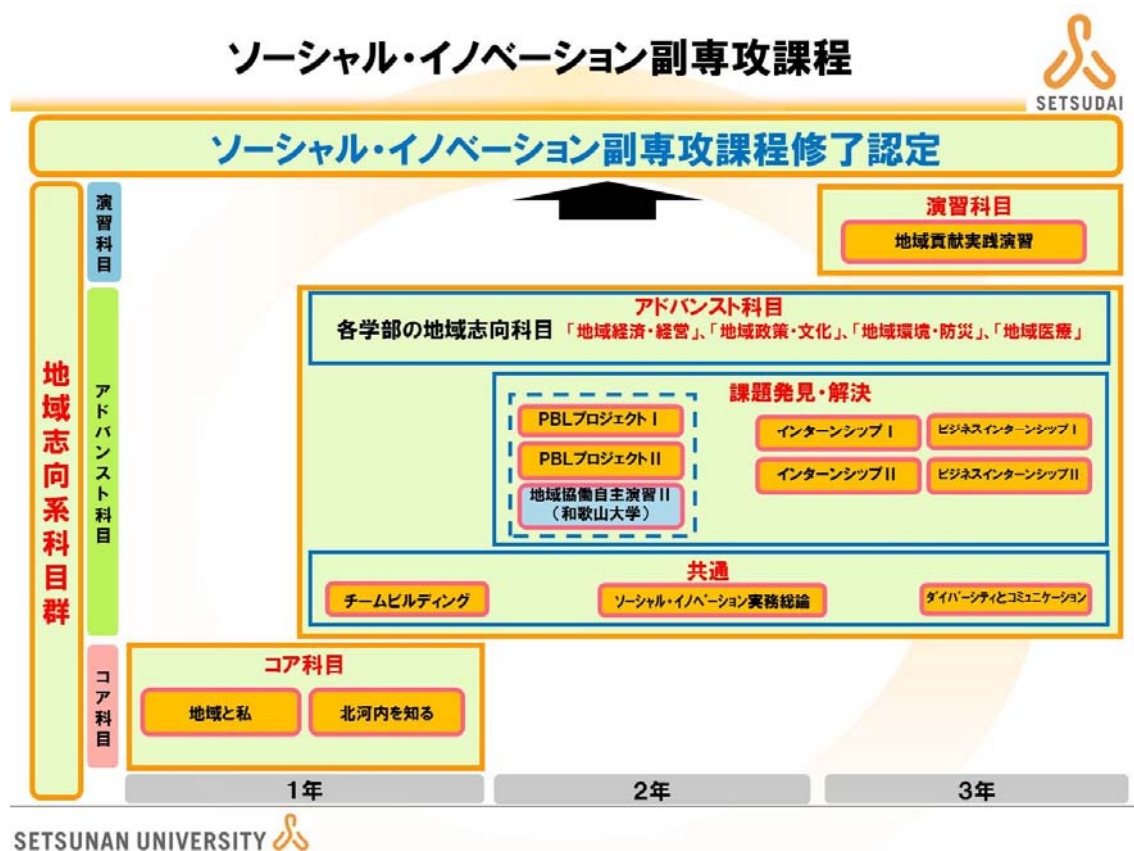 ソーシャル・イノベーション副専攻課程
SETSUDAI
ソーシャル・イノベーション副専攻課程修了認定
地域志向系科目群
演習科目
演習科目
地域貢献実践演習
アドバンスト科目
アドバンスト科目
各学部の地域志向科目「地域経済・経営」、「地域政策・文化」、「地域環境・防災」、「地域医療」
課題発見・解決
PBLプロジェクトⅠ
PBLプロジェクトⅡ
地域協働自主演習Ⅱ
（和歌山大学）
インターンシップⅠ
ビジネスインターンシップⅠ
インターンシップⅡ
ビジネスインターンシップⅡ
共通
チームビルディング
ソーシャル・イノベーション実務総論
ダイバーシティとコミュニケーション
コア科目
コア科目
地域と私
北河内を知る
1年
2年
3年
SETSUNAN UNIVERSITY